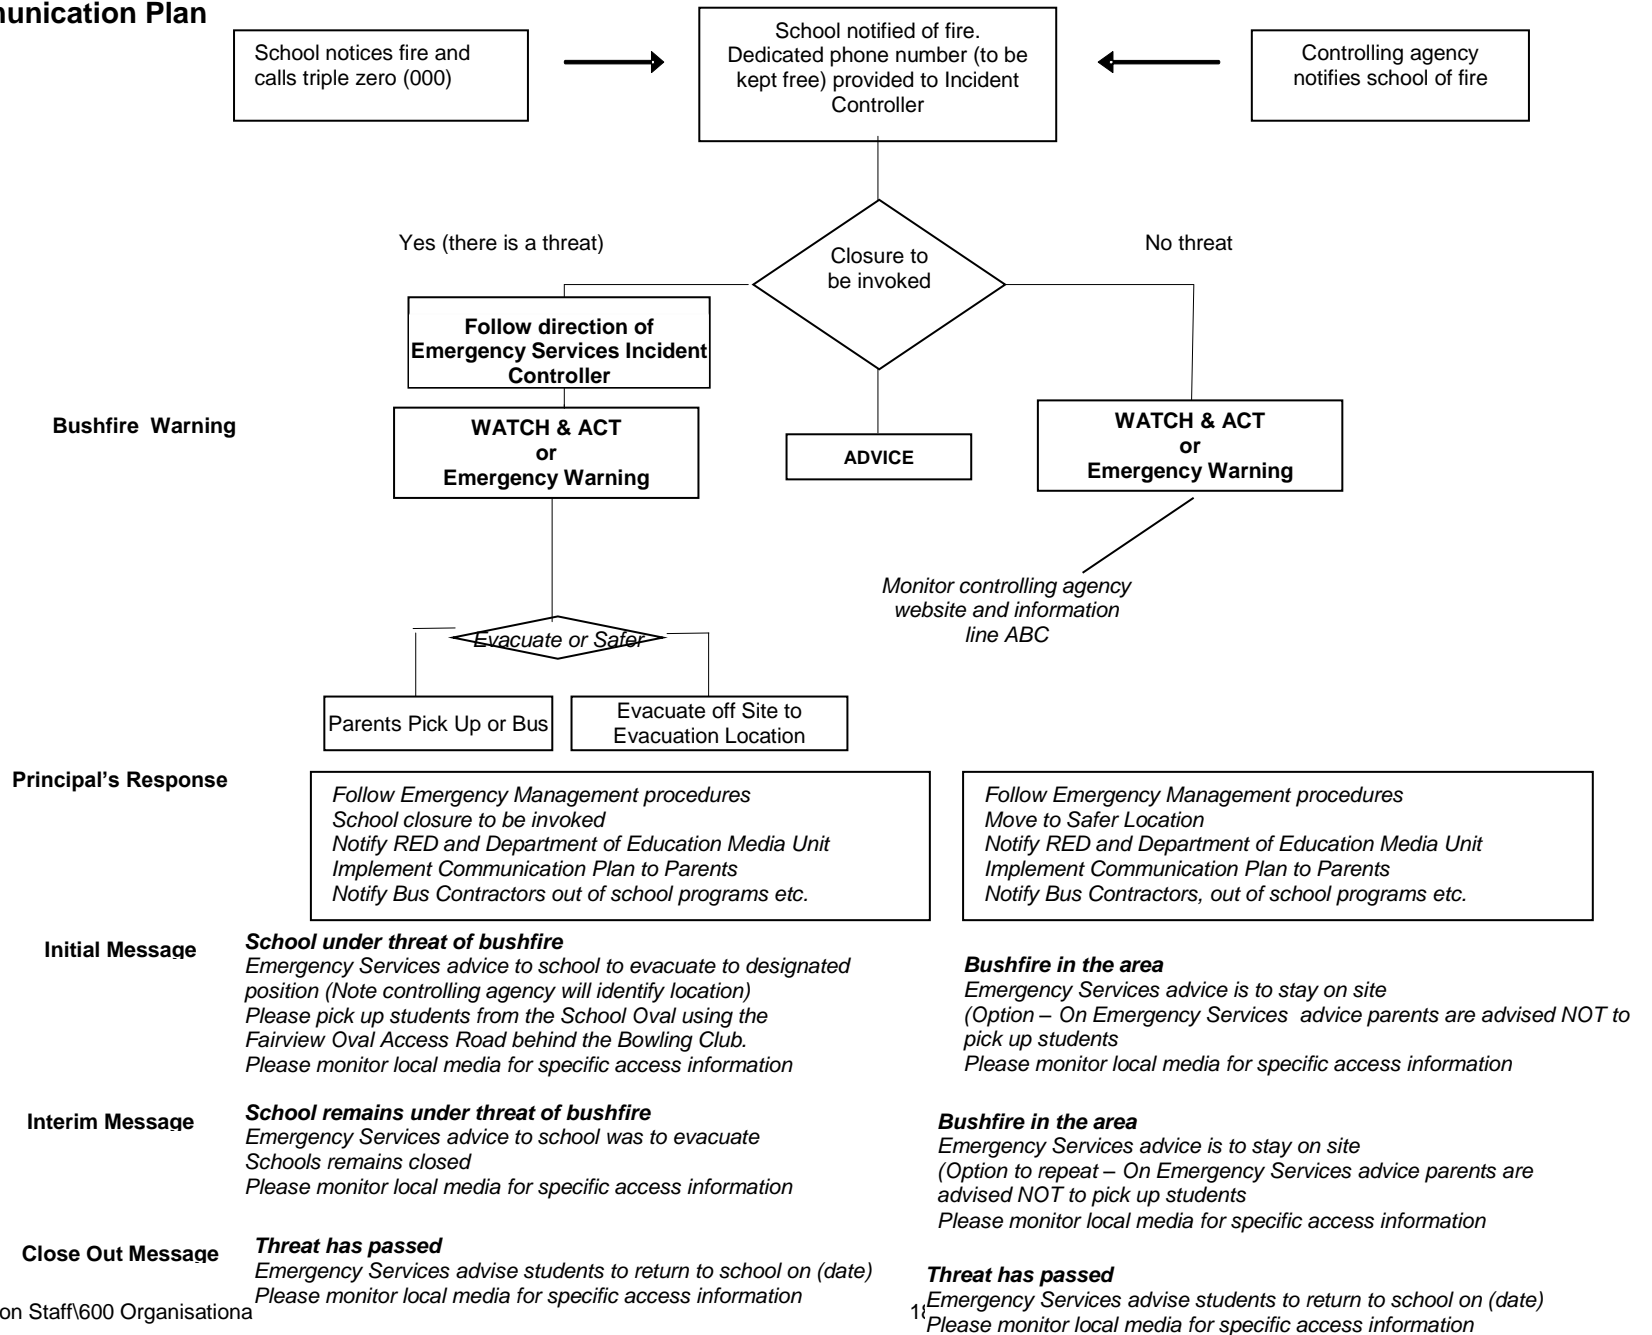 nunication Plan
School notices fire and
calls triple zero (000)
School notified of fire.
Dedicated phone number (to be
kept free) provided to Incident
Controller
Controlling agency
notifies school of fire
Yes (there is a threat)
Closure to
be invoked
No threat
Follow direction of
Emergency Services Incident
Controller
Bushfire Warning
WATCH & ACT
or
Emergency Warning
ADVICE
WATCH & ACT
or
Emergency Warning
Monitor controlling agency
website and information
line ABC
Evacuate or Safer
Parents Pick Up or Bus
Evacuate off Site to
Evacuation Location
Principal's Response
Follow Emergency Management procedures
School closure to be invoked
Notify RED and Department of Education Media Unit
Implement Communication Plan to Parents
Notify Bus Contractors out of school programs etc.
Follow Emergency Management procedures
Move to Safer Location
Notify RED and Department of Education Media Unit
Implement Communication Plan to Parents
Notify Bus Contractors, out of school programs etc.
Initial Message
School under threat of bushfire
Emergency Services advice to school to evacuate to designated
position (Note controlling agency will identify location)
Please pick up students from the School Oval using the
Fairview Oval Access Road behind the Bowling Club.
Please monitor local media for specific access information
Bushfire in the area
Emergency Services advice is to stay on site
(Option – On Emergency Services advice parents are advised NOT to
pick up students
Please monitor local media for specific access information
Interim Message
School remains under threat of bushfire
Emergency Services advice to school was to evacuate
Schools remains closed
Please monitor local media for specific access information
Bushfire in the area
Emergency Services advice is to stay on site
(Option to repeat – On Emergency Services advice parents are
advised NOT to pick up students
Please monitor local media for specific access information
Close Out Message
Threat has passed
Emergency Services advise students to return to school on (date)
Please monitor local media for specific access information
Threat has passed
Emergency Services advise students to return to school on (date)
Please monitor local media for specific access information
on Staff\600 Organisationa